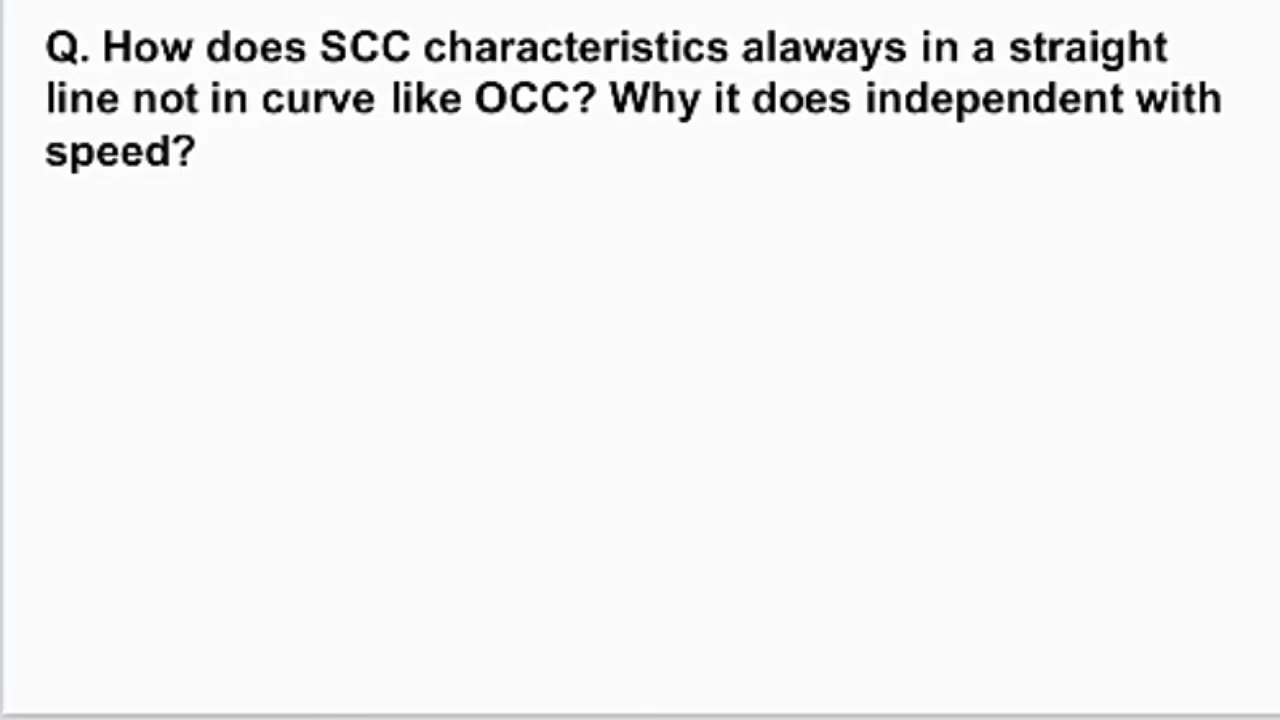 Q. How does SCC characteristics alaways in a straight
line not in curve like OCC? Why it does independent with
speed?